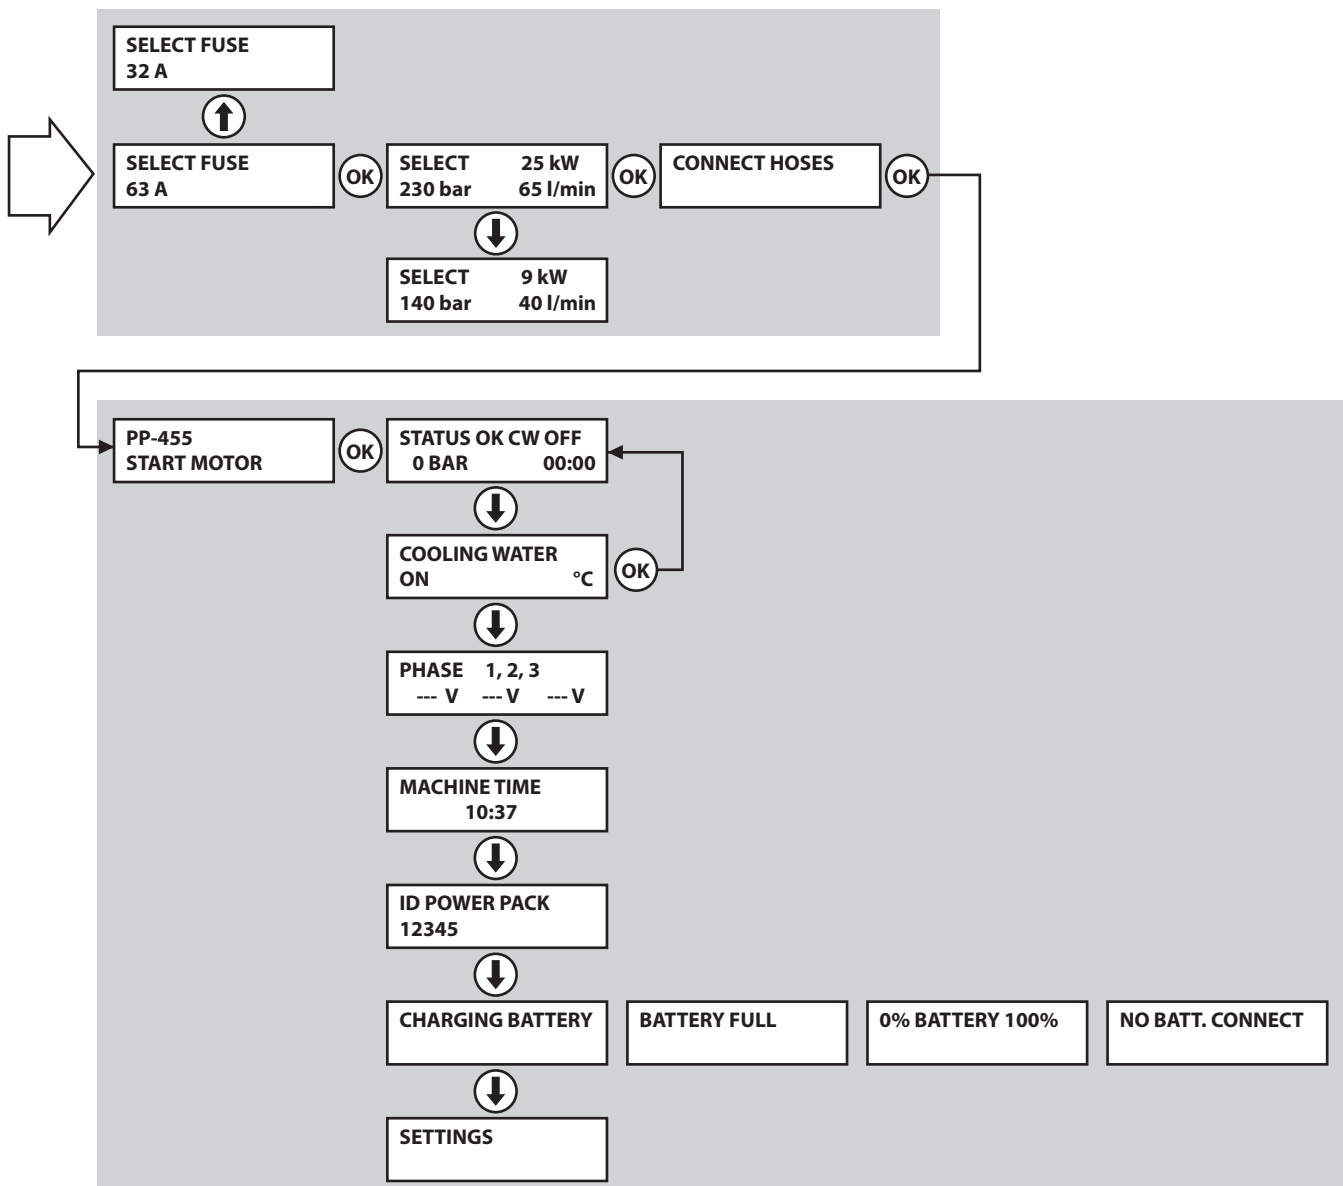 SELECT FUSE
32 A
SELECT FUSE
63 A
OK
SELECT 25 kW
230 bar 65 l/min
OK
CONNECT HOSES
OK
SELECT 9 kW
140 bar 40 l/min
PP-455
START MOTOR
OK
STATUS OK CW OFF
0 BAR 00:00
COOLING WATER
ON °C
OK
PHASE 1, 2, 3
--- V --- V --- V
MACHINE TIME
10:37
ID POWER PACK
12345
CHARGING BATTERY
BATTERY FULL
0% BATTERY 100%
NO BATT. CONNECT
SETTINGS